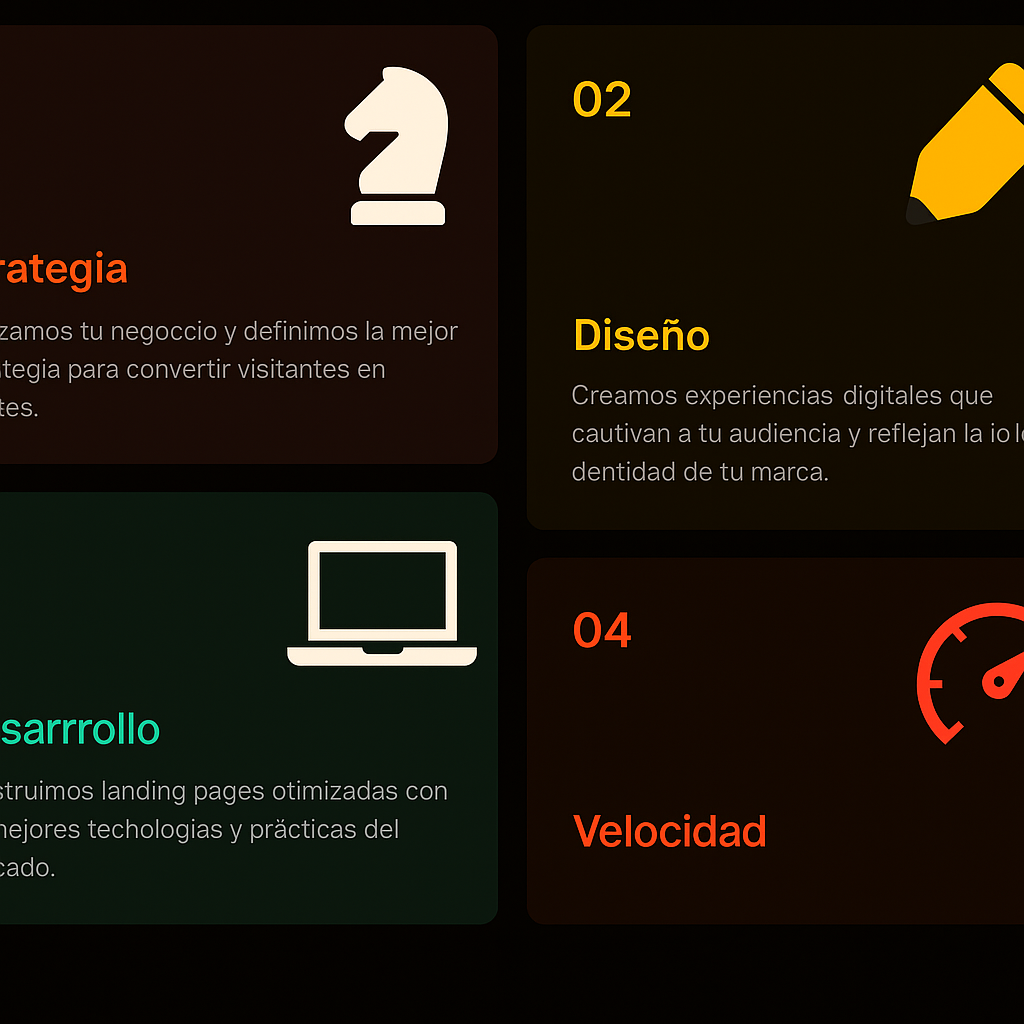 rategia
zamos tu negoccio y definimos la mejor
tegia para convertir visitantes en
tes.
02
Diseño
Creamos experiencias digitales que
cautivan a tu audiencia y reflejan la io l
dentidad de tu marca.
sarrrollo
struimos landing pages otimizadas con
nejores techologias y präcticas del
cado.
04
Velocidad